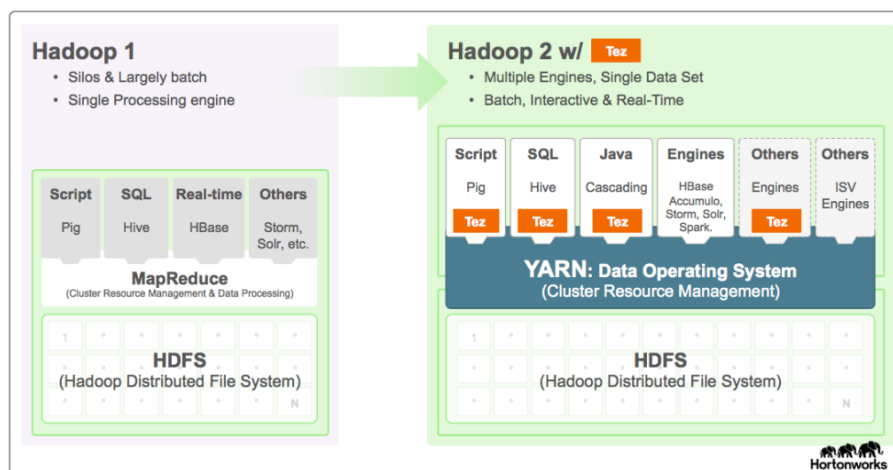 Hadoop 1
• Silos & Largely batch
• Single Processing engine
Script
Pig
SQL
Hive
Real-time
HBase
Others
Storm,
Solr, etc.
MapReduce
(Cluster Resource Management & Data Processing)
1
HDFS
(Hadoop Distributed File System)
N
Hadoop 2 w/ Tez
• Multiple Engines, Single Data Set
• Batch, Interactive & Real-Time
Script
Pig
Tez
SQL
Hive
Tez
Java
Cascading
Tez
Engines
HBase
Accumulo,
Storm, Solr,
Spark.
Others
Engines
Tez
Others
ISV
Engines
YARN: Data Operating System
(Cluster Resource Management)
1
HDFS
(Hadoop Distributed File System)
N
Hortonworks